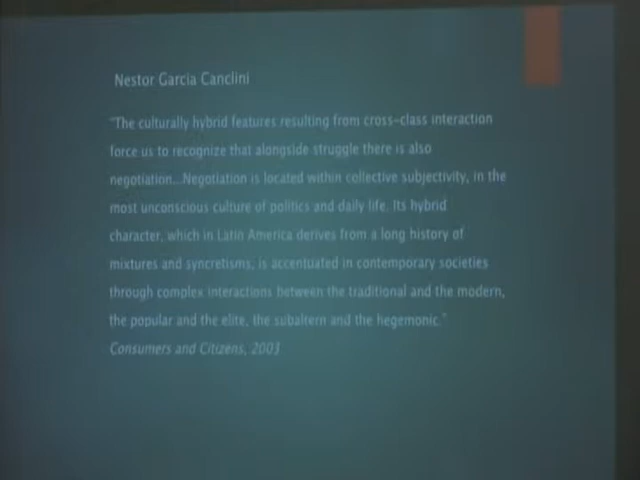 Nestor Garcia Canclini
"The culturally hybrid features resulting from cross-class interaction
force us to recognize that alongside struggle there is also
negotiation...Negotiation is located within collective subjectivity, in the
most unconscious culture of politics and daily life. Its hybrid
character, which in Latin America derives from a long history of
mixtures and syncretisms, is accentuated in contemporary societies
through complex interactions between the traditional and the modern,
the popular and the elite, the subaltern and the hegemonic."
Consumers and Citizens, 2003